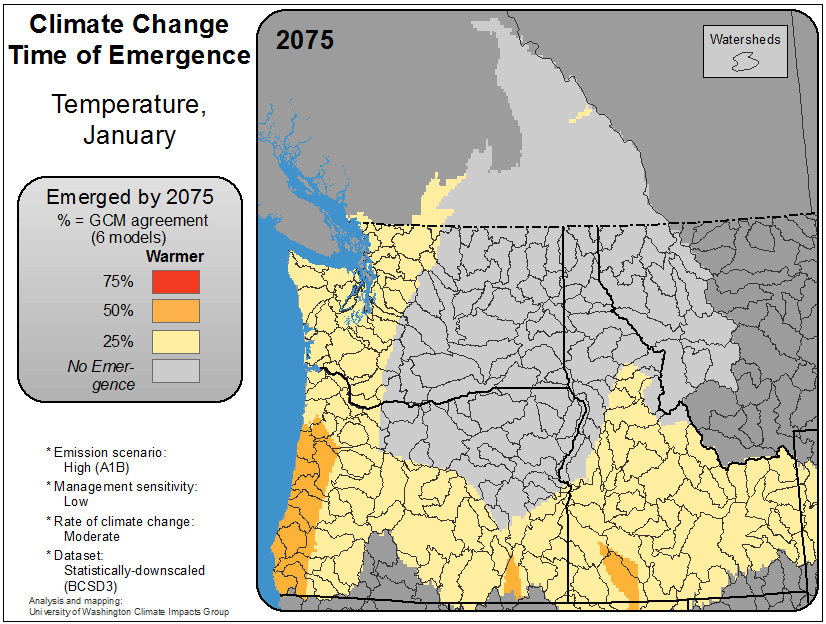 Climate Change
Time of Emergence
Temperature,
January
Emerged by 2075
% = GCM agreement
(6 models)
Warmer
75%
50%
25%
No Emer-
gence
* Emission scenario:
High (A1B)
* Management sensitivity:
Low
* Rate of climate change:
Moderate
* Dataset:
Statistically-downscaled
(BCSD3)
Analysis and mapping:
University of Washington Climate Impacts Group
2075
Watersheds